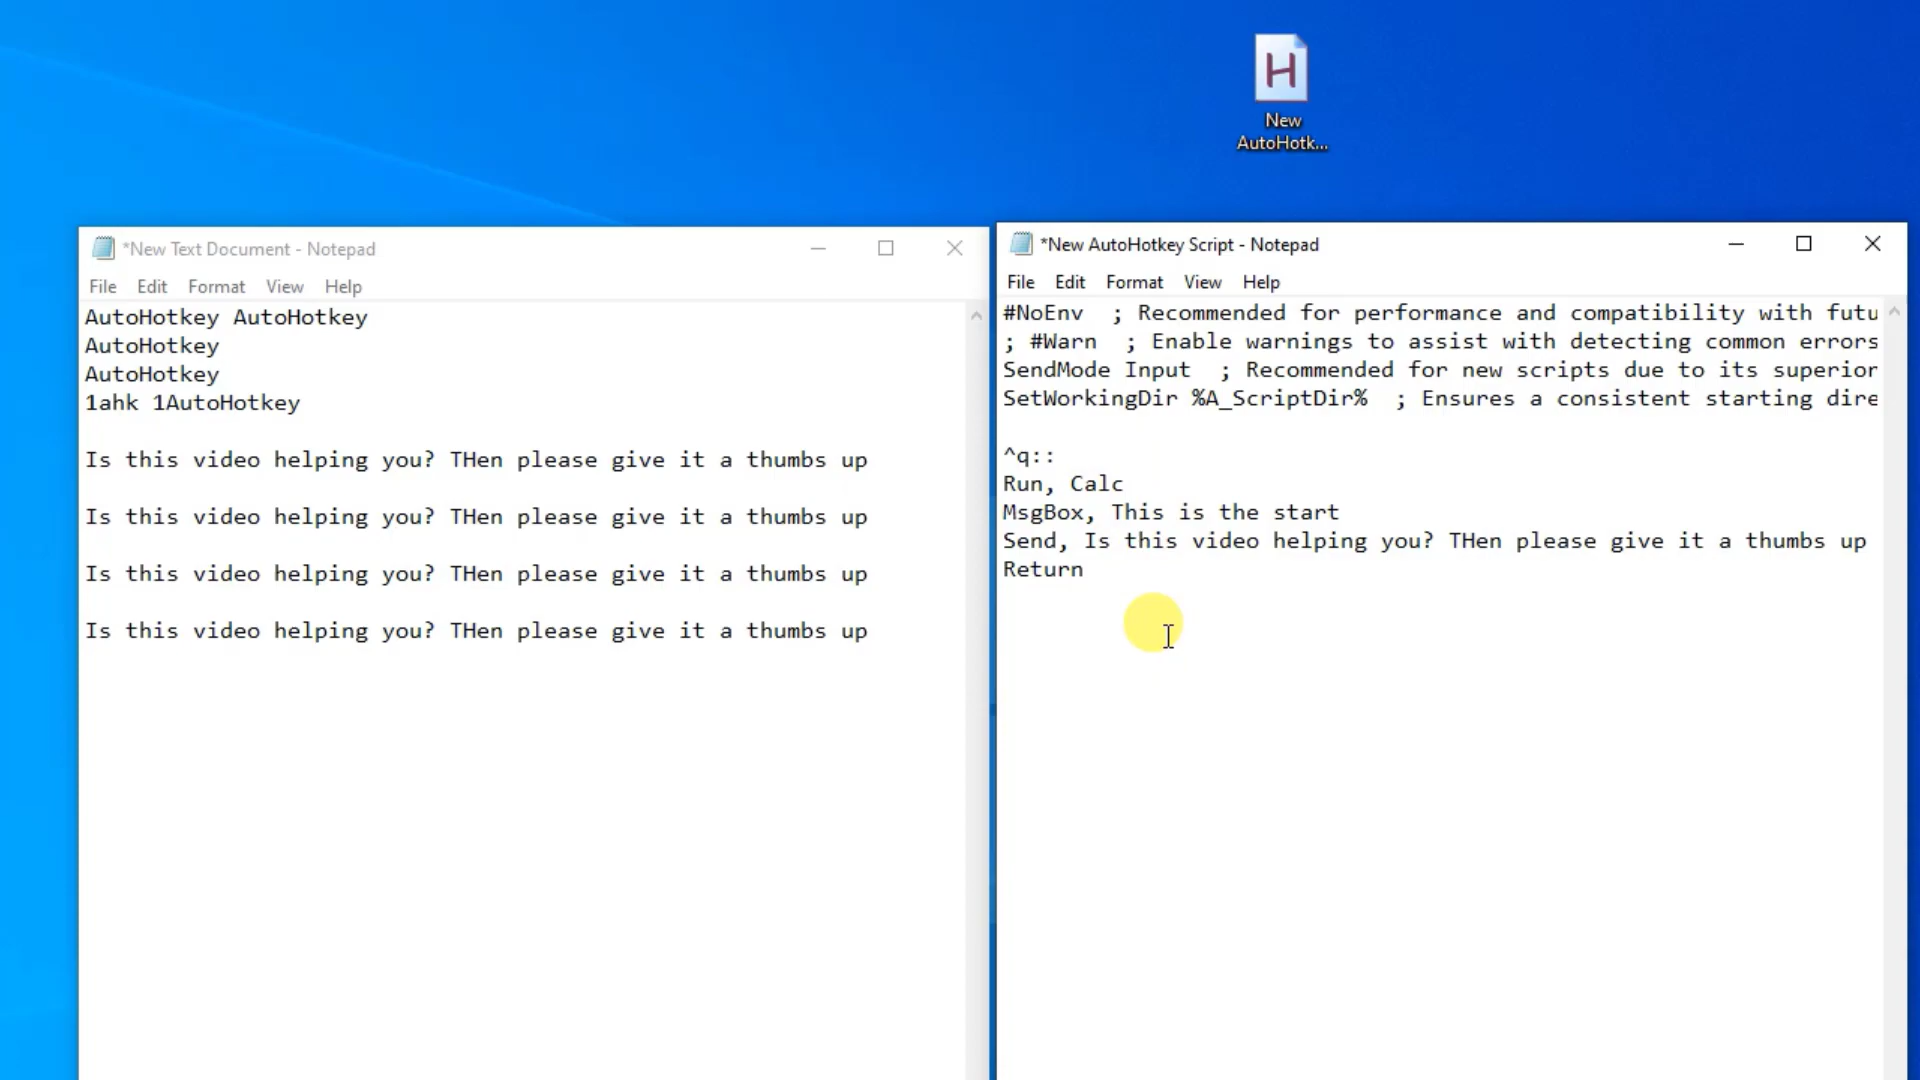 H
New
AutoHotk...
*New Text Document - Notepad
File Edit Format View Help
AutoHotkey AutoHotkey
AutoHotkey
AutoHotkey
1ahk 1AutoHotkey
Is this video helping you? THen please give it a thumbs up
Is this video helping you? THen please give it a thumbs up
Is this video helping you? THen please give it a thumbs up
Is this video helping you? THen please give it a thumbs up
*New AutoHotkey Script - Notepad
File Edit Format View Help
#NoEnv  ; Recommended for performance and compatibility with futu
; #Warn  ; Enable warnings to assist with detecting common errors
SendMode Input  ; Recommended for new scripts due to its superior
SetWorkingDir %A_ScriptDir%  ; Ensures a consistent starting dire
^q::
Run, Calc
MsgBox, This is the start
Send, Is this video helping you? THen please give it a thumbs up
Return